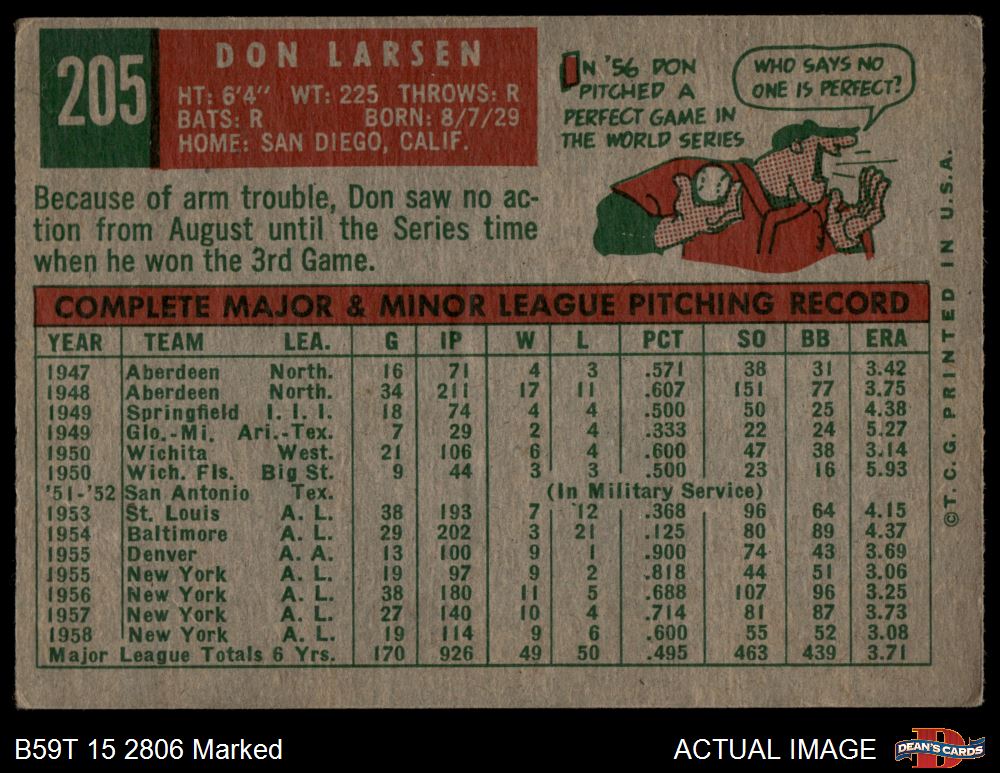 205
DON LARSEN
HT: 6'4" WT: 225 THROWS: R
BATS: R BORN: 8/7/29
HOME: SAN DIEGO, CALIF.
IN '56 DON
PITCHED A
PERFECT GAME IN
THE WORLD SERIES
WHO SAYS NO
ONE IS PERFECT?
Because of arm trouble, Don saw no ac-
tion from August until the Series time
when he won the 3rd Game.
COMPLETE MAJOR & MINOR LEAGUE PITCHING RECORD
YEAR TEAM LEA. G IP W L PCT SO BB ERA
1947 Aberdeen North. 16 71 4 3 .571 38 31 3.42
1948 Aberdeen North. 34 211 17 11 .607 151 77 3.75
1949 Springfield I. I. I. 18 74 4 4 .500 50 25 4.38
1949 Glo.-Mi. Ari.-Tex. 7 29 2 4 .333 22 24 5.27
1950 Wichita West. 21 106 6 4 .600 47 38 3.14
1950 Wich. Fls. Big St. 9 44 3 3 .500 23 16 5.93
'51-'52 San Antonio Tex. (In Military Service)
1953 St. Louis A. L. 38 193 7 12 .368 96 64 4.15
1954 Baltimore A. L. 29 202 3 21 .125 80 89 4.37
1955 Denver A. A. 13 100 9 1 .900 74 43 3.69
1955 New York A. L. 19 97 9 2 .818 44 51 3.06
1956 New York A. L. 38 180 11 5 .688 107 96 3.25
1957 New York A. L. 27 140 10 4 .714 81 87 3.73
1958 New York A. L. 19 114 9 6 .600 55 52 3.08
Major League Totals 6 Yrs. 170 926 49 50 .495 463 439 3.71
©T. C. G. PRINTED IN U.S.A.
B59T 15 2806 Marked
ACTUAL IMAGE
DEAN'S CARDS